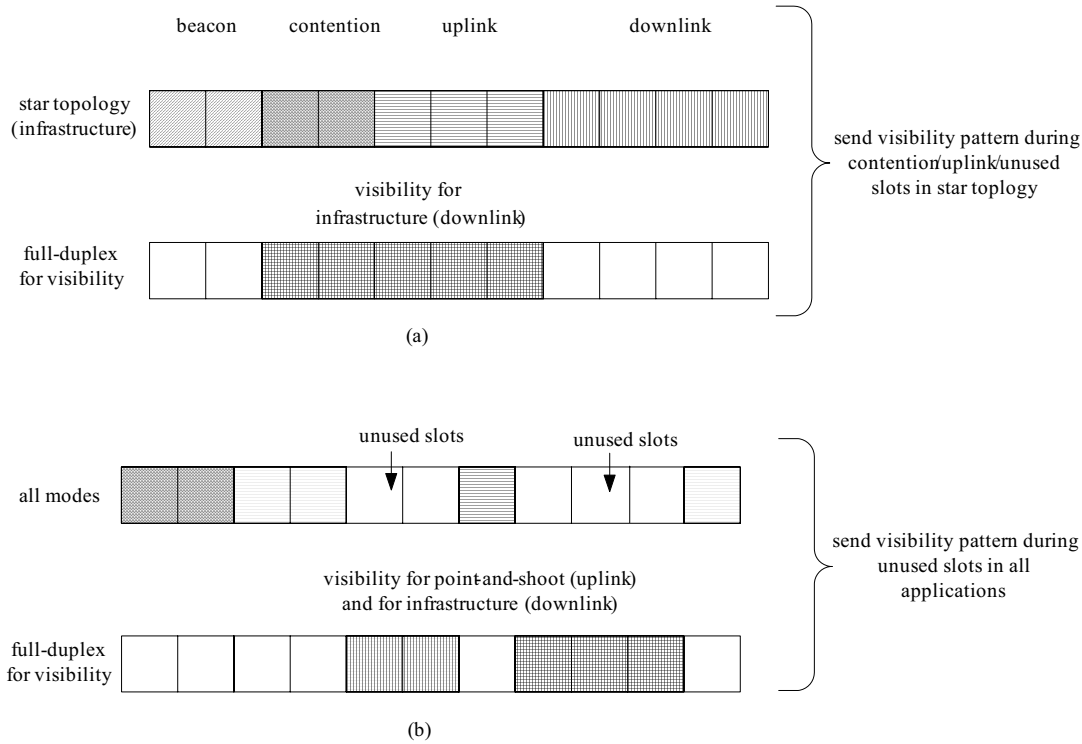 beacon contention uplink downlink
star topology
(infrastructure)
send visibility pattern during
contention/uplink/unused
slots in star toplogy
visibility for
infrastructure (downlink)
full-duplex
for visibility
(a)
unused slots unused slots
all modes
send visibility pattern during
unused slots in all
applications
visibility for point-and-shoot (uplink)
and for infrastructure (downlink)
full-duplex
for visibility
(b)